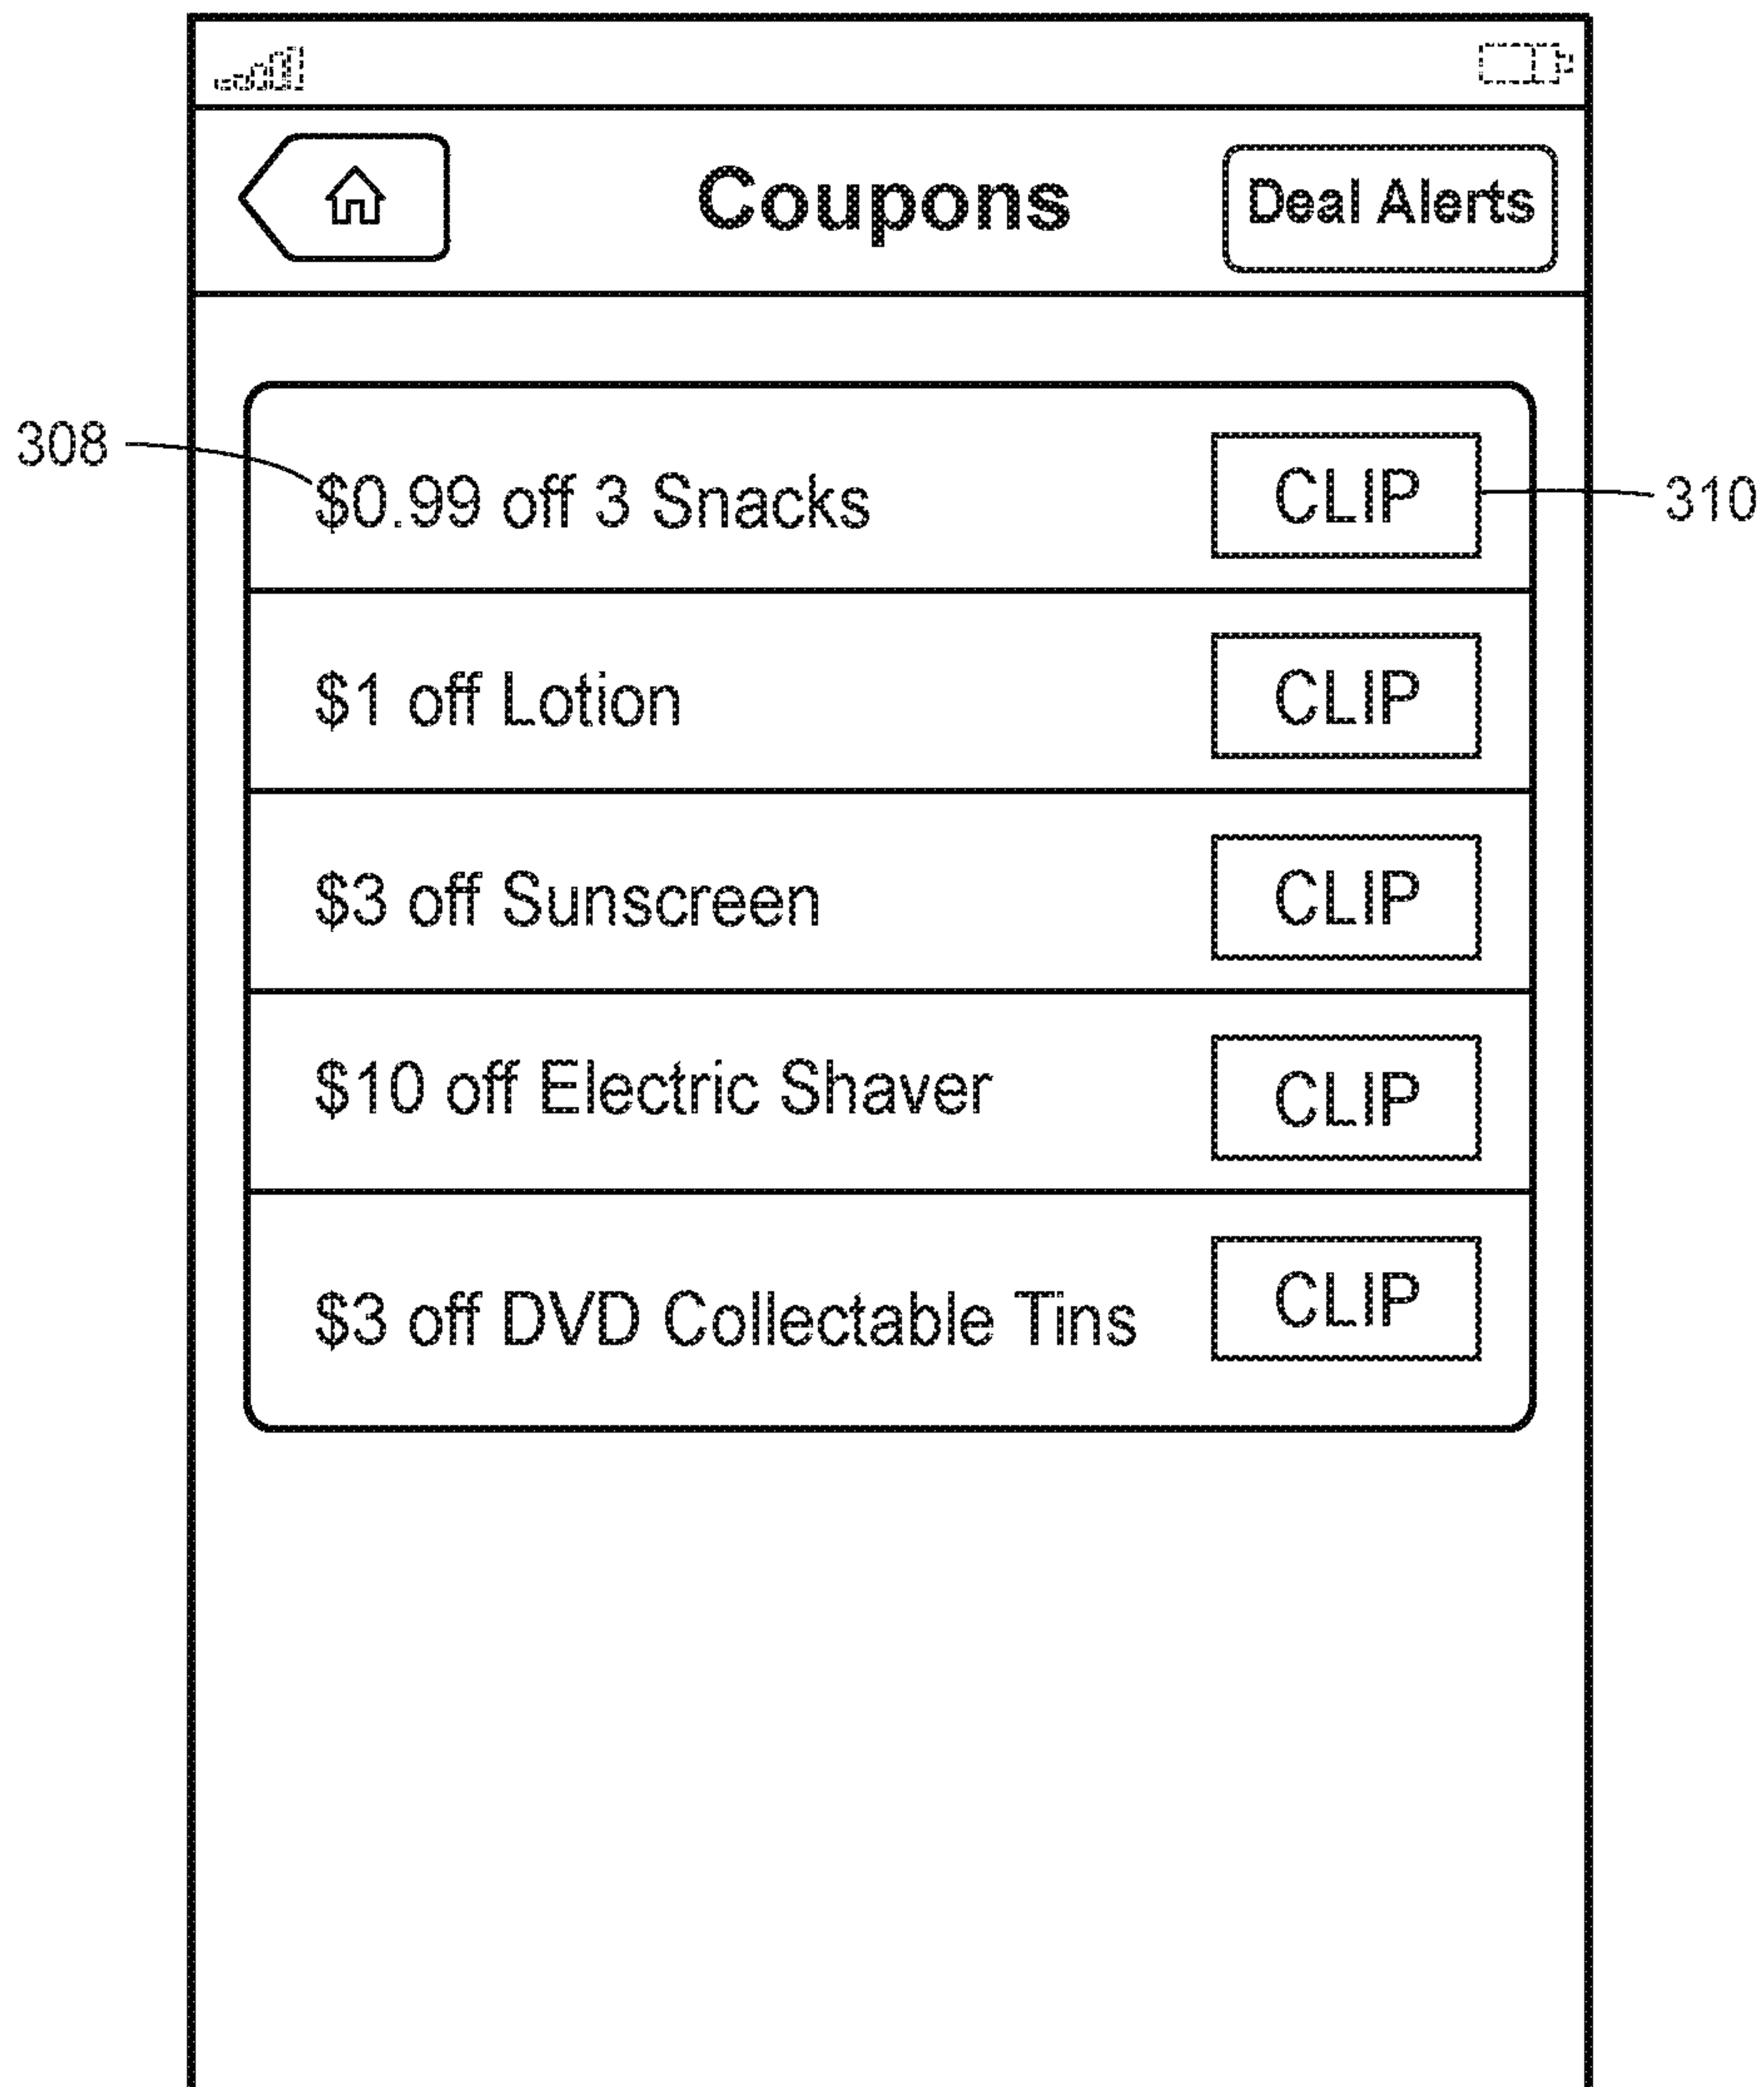 Coupons
Deal Alerts
308
$0.99 off 3 Snacks
CLIP
310
$1 off Lotion
CLIP
$3 off Sunscreen
CLIP
$10 off Electric Shaver
CLIP
$3 off DVD Collectable Tins
CLIP